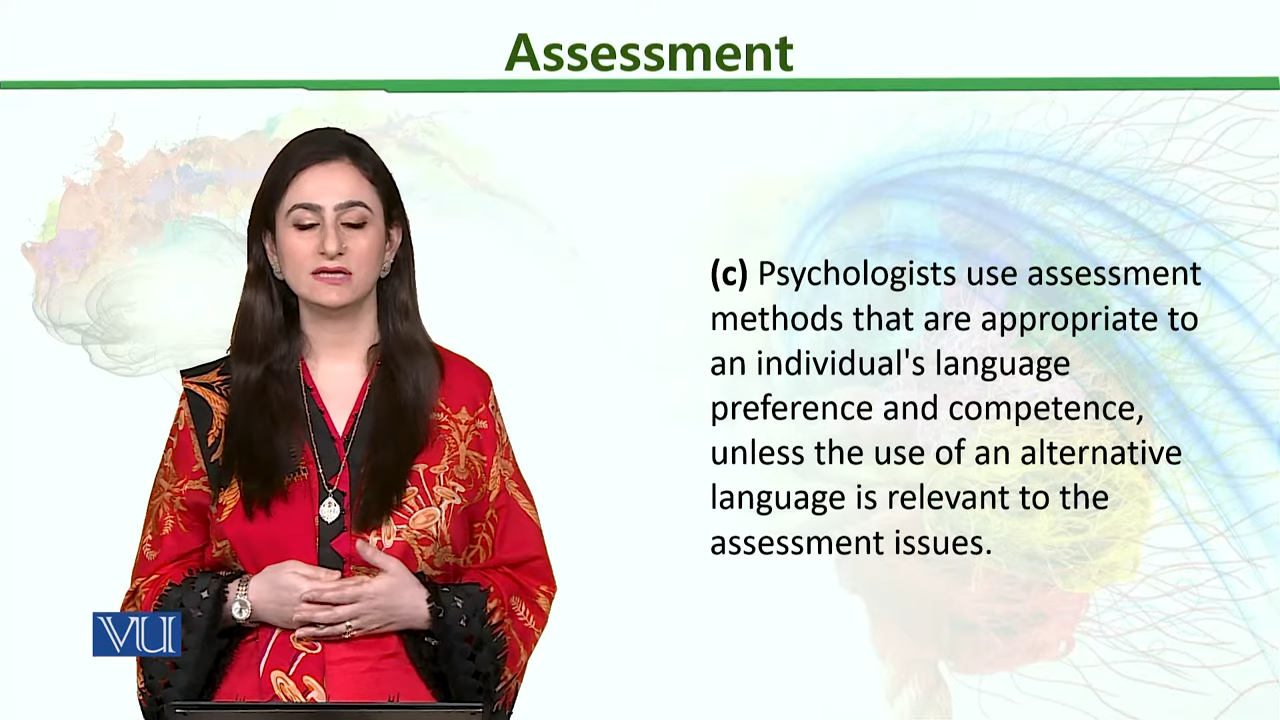 Assessment
(c) Psychologists use assessment
methods that are appropriate to
an individual's language
preference and competence,
unless the use of an alternative
language is relevant to the
assessment issues.
VU